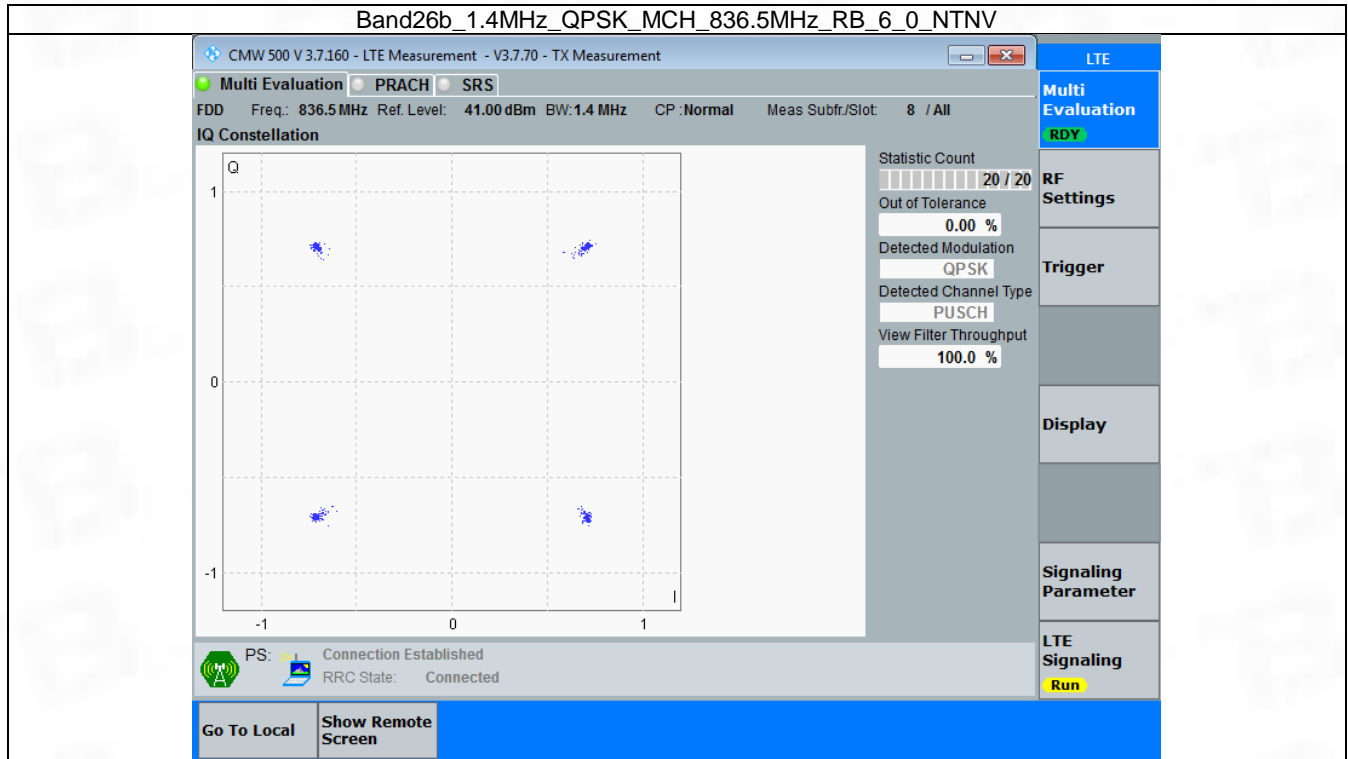 Band26b_1.4MHz_QPSK_MCH_836.5MHz_RB_6_0_NTNV
CMW 500 V 3.7.160 - LTE Measurement - V3.7.70 - TX Measurement
LTE
Multi Evaluation PRACH SRS
FDD Freq.: 836.5 MHz Ref. Level: 41.00 dBm BW:1.4 MHz CP :Normal Meas Subfr./Slot: 8 / All
IQ Constellation
Q
1
0
-1
I
-1 0 1
Statistic Count
20 / 20
Out of Tolerance
0.00 %
Detected Modulation
QPSK
Detected Channel Type
PUSCH
View Filter Throughput
100.0 %
Multi
Evaluation
RDY
RF
Settings
Trigger
Display
Signaling
Parameter
LTE
Signaling
Run
PS: Connection Established
RRC State: Connected
Go To Local
Show Remote
Screen